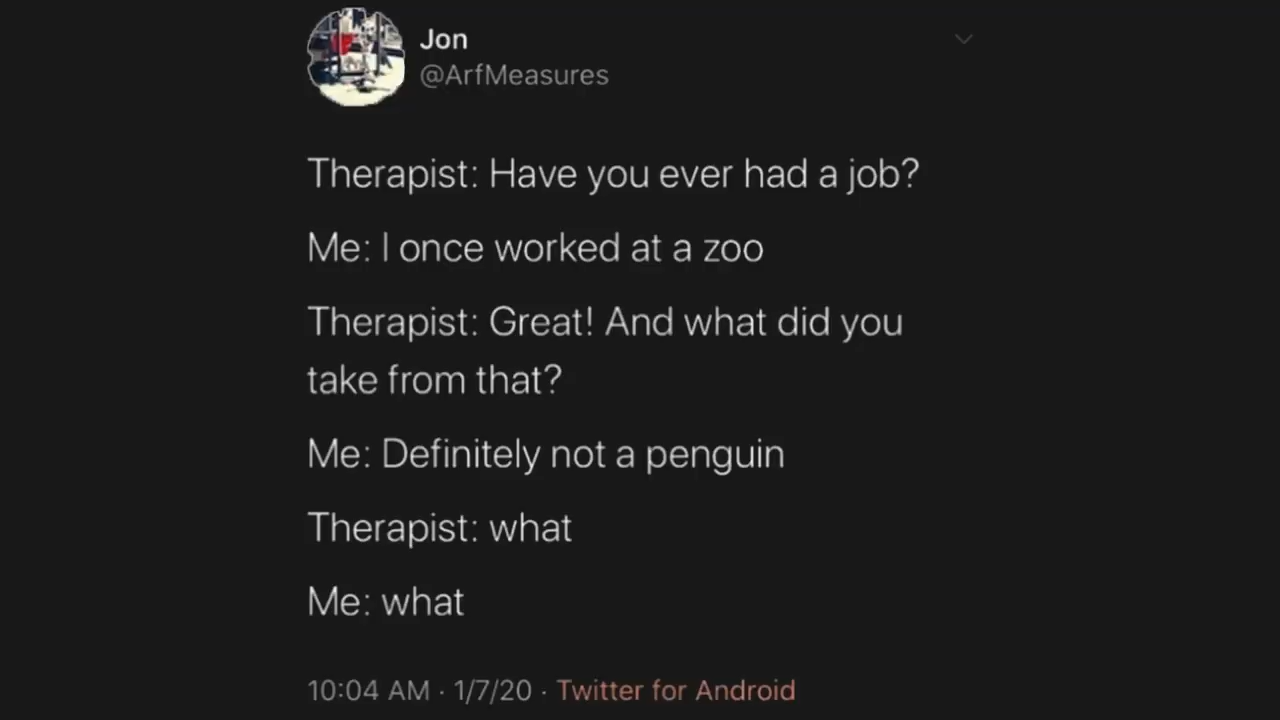 Jon
@ArfMeasures
Therapist: Have you ever had a job?
Me: I once worked at a zoo
Therapist: Great! And what did you
take from that?
Me: Definitely not a penguin
Therapist: what
Me: what
10:04 AM · 1/7/20 · Twitter for Android